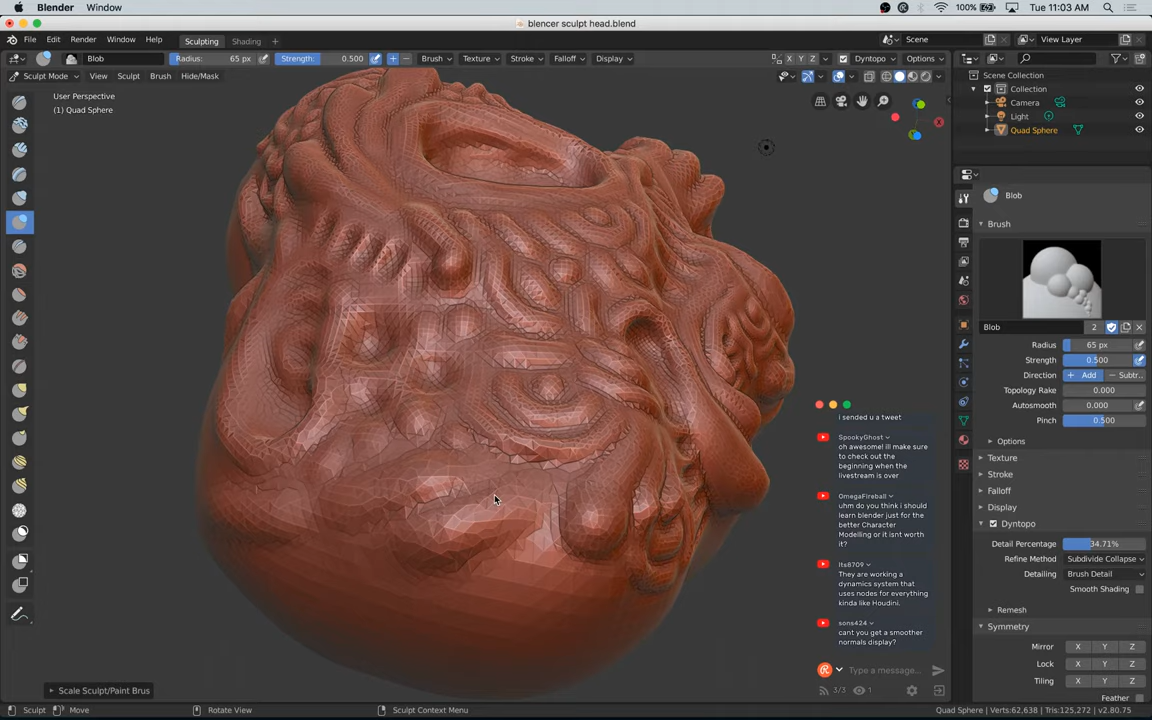 Blender Window 100% Tue 11:03 AM
blencer sculpt head.blend
File Edit Render Window Help Sculpting Shading + Scene View Layer
Blob Radius: 65 px Strength: 0.500 + − Brush Texture Stroke Falloff Display X Y Z Dyntopo
Sculpt Mode View Sculpt Brush Hide/Mask
User Perspective
(1) Quad Sphere
X
Scene Collection
Collection
Camera
Light
Quad Sphere
Blob
Brush
Blob 2
Radius 65 px
Strength 0.500
Direction + Add − Subtr...
Topology Rake 0.000
Autosmooth 0.000
Pinch 0.500
Options
Texture
Stroke
Falloff
Display
Dyntopo
Detail Percentage 34.71%
Refine Method Subdivide Collapse
Detailing Brush Detail
Smooth Shading
Remesh
Symmetry
Mirror X Y Z
Lock X Y Z
Tiling X Y Z
Feather
i sended u a tweet
SpookyGhost
oh awesome! ill make sure
to check out the
beginning when the
livestream is over
OmegaFireball
uhm do you think i should
learn blender just for the
better Character
Modelling or it isnt worth
it?
Its8709
They are working a
dynamics system that
uses nodes for everything
kinda like Houdini.
sons424
cant you get a smoother
normals display?
Type a message...
3/3 1
Scale Sculpt/Paint Brus
Sculpt Move Rotate View Sculpt Context Menu Quad Sphere | Verts:62,638 | Tris:125,272 | v2.80.75